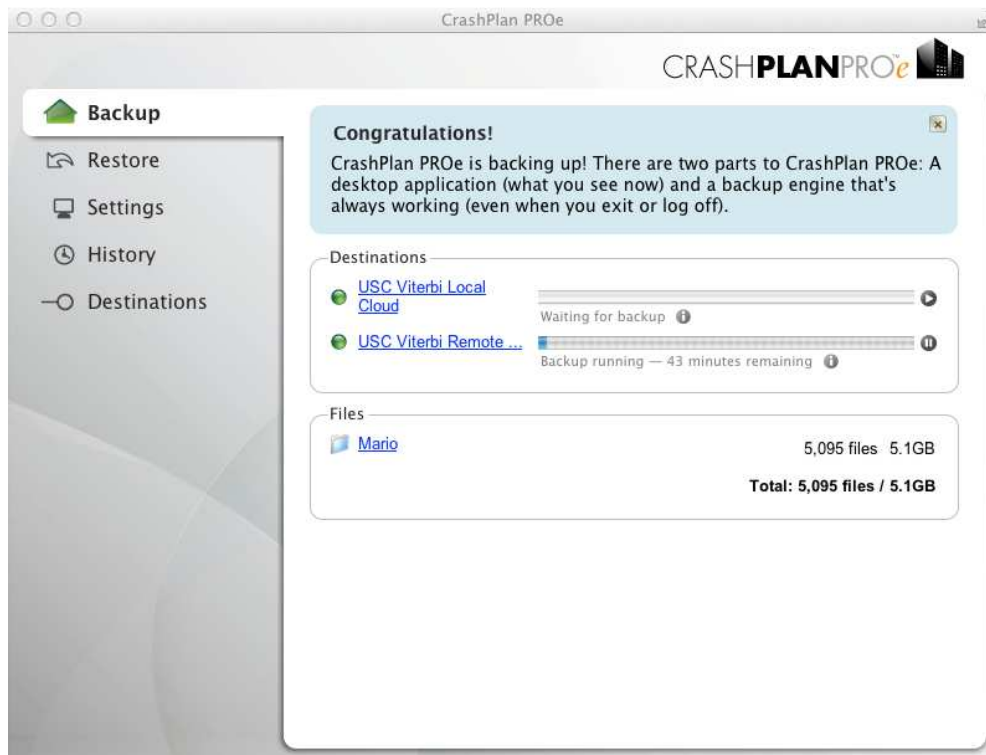 CrashPlan PROe
CRASHPLANPROe™
Backup
Restore
Settings
History
Destinations
Congratulations!
CrashPlan PROe is backing up! There are two parts to CrashPlan PROe: A
desktop application (what you see now) and a backup engine that's
always working (even when you exit or log off).
Destinations
USC Viterbi Local
Cloud
Waiting for backup
USC Viterbi Remote ...
Backup running — 43 minutes remaining
Files
Mario 5,095 files 5.1GB
Total: 5,095 files / 5.1GB